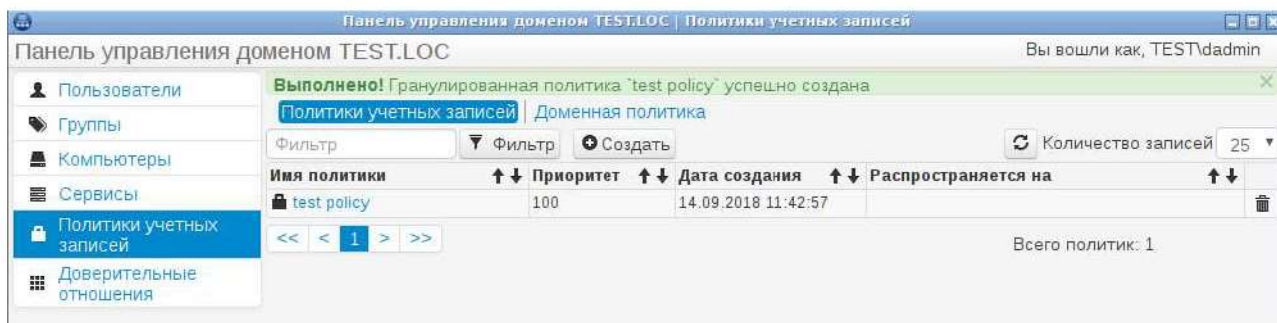 Панель управления доменом TEST.LOC | Политики учетных записей
Панель управления доменом TEST.LOC
Вы вошли как, TEST\dadmin
Пользователи
Группы
Компьютеры
Сервисы
Политики учетных
записей
Доверительные
отношения
Выполнено! Гранулированная политика `test policy` успешно создана ×
Политики учетных записей | Доменная политика
Фильтр Фильтр Создать Количество записей 25
Имя политики Приоритет Дата создания Распространяется на
test policy 100 14.09.2018 11:42:57
<< < 1 > >>
Всего политик: 1